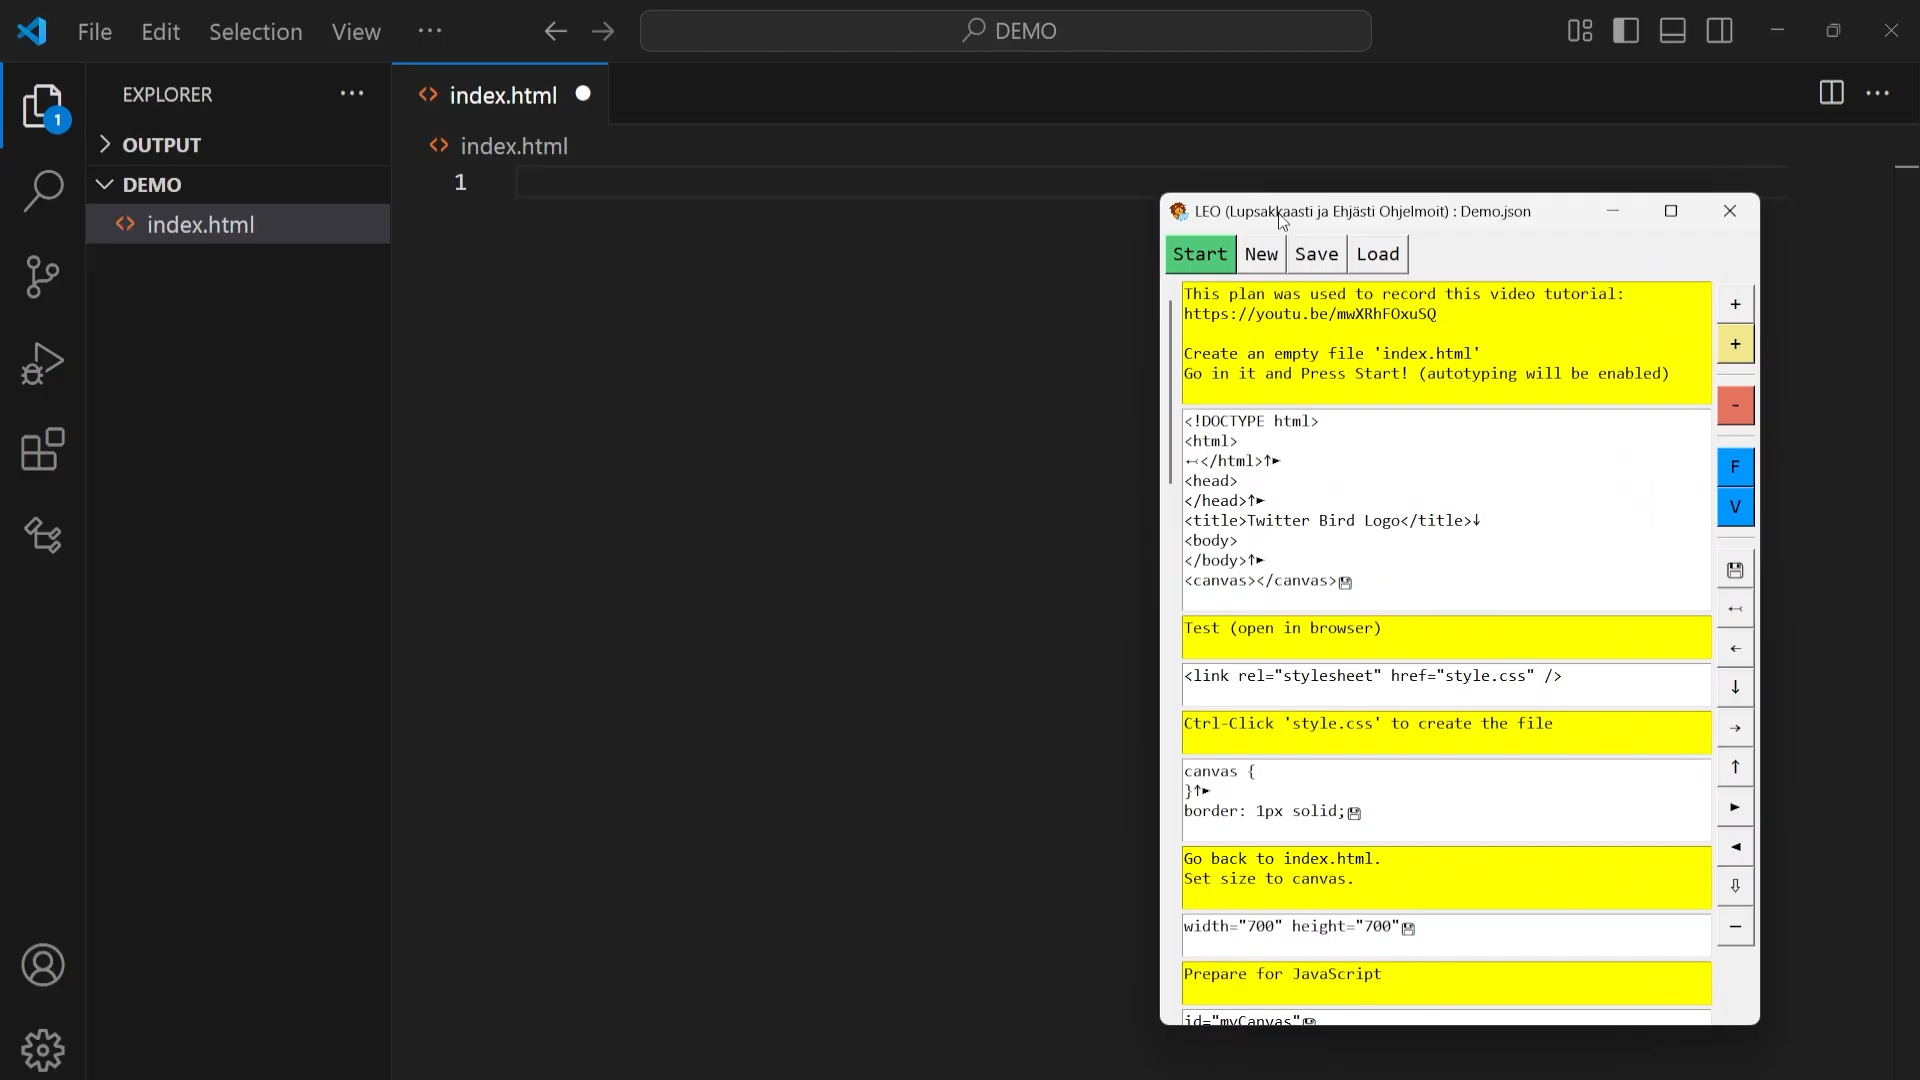 File Edit Selection View ...
DEMO
EXPLORER ...
1
OUTPUT
DEMO
index.html
index.html
index.html
1
LEO (Lupsakkaasti ja Ehjästi Ohjelmoit) : Demo.json
Start New Save Load
This plan was used to record this video tutorial:
https://youtu.be/mwXRhFOxuSQ
Create an empty file 'index.html'
Go in it and Press Start! (autotyping will be enabled)
<!DOCTYPE html>
<html>
↤</html>↑►
<head>
</head>↑►
<title>Twitter Bird Logo</title>↓
<body>
</body>↑►
<canvas></canvas>💾
Test (open in browser)
<link rel="stylesheet" href="style.css" />
Ctrl-Click 'style.css' to create the file
canvas {
}↑►
border: 1px solid;💾
Go back to index.html.
Set size to canvas.
width="700" height="700"💾
Prepare for JavaScript
id="myCanvas"💾
+
+
-
F
V
💾
↤
←
↓
→
↑
►
◄
⇩
—